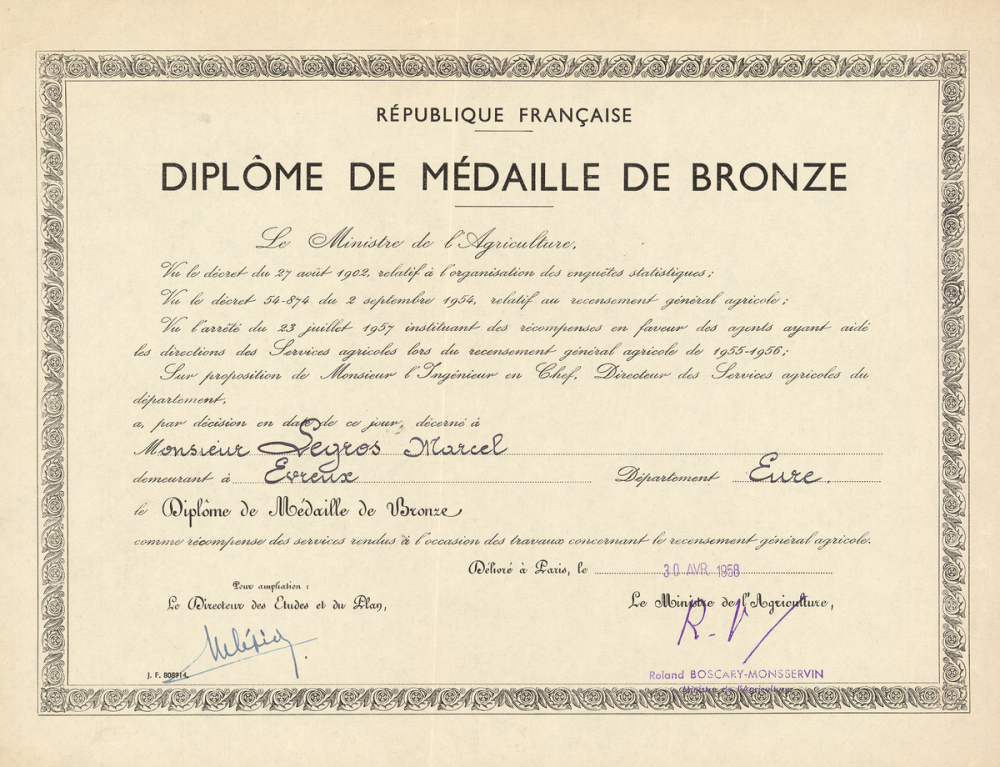 RÉPUBLIQUE FRANÇAISE
DIPLÔME DE MÉDAILLE DE BRONZE
Le Ministre de l'Agriculture,
Vu le décret du 27 août 1902, relatif à l'organisation des enquêtes statistiques ;
Vu le décret 54-874 du 2 septembre 1954, relatif au recensement général agricole ;
Vu l'arrêté du 23 juillet 1957 instituant des récompenses en faveur des agents ayant aidé
les directions des Services agricoles lors du recensement général agricole de 1955-1956 ;
Sur proposition de Monsieur l'Ingénieur en Chef, Directeur des Services agricoles du
département,
a, par décision en date de ce jour, décerné à
Monsieur Legros Marcel
demeurant à Evreux Département Eure.
le Diplôme de Médaille de Bronze
comme récompense des services rendus à l'occasion des travaux concernant le recensement général agricole.
Délivré à Paris, le 30 AVR 1958
Pour ampliation :
Le Directeur des Etudes et du Plan,
Le Ministre de l'Agriculture,
R. V
J. F. 808914.
Roland BOSCARY-MONSSERVIN
Ministre de l'Agriculture